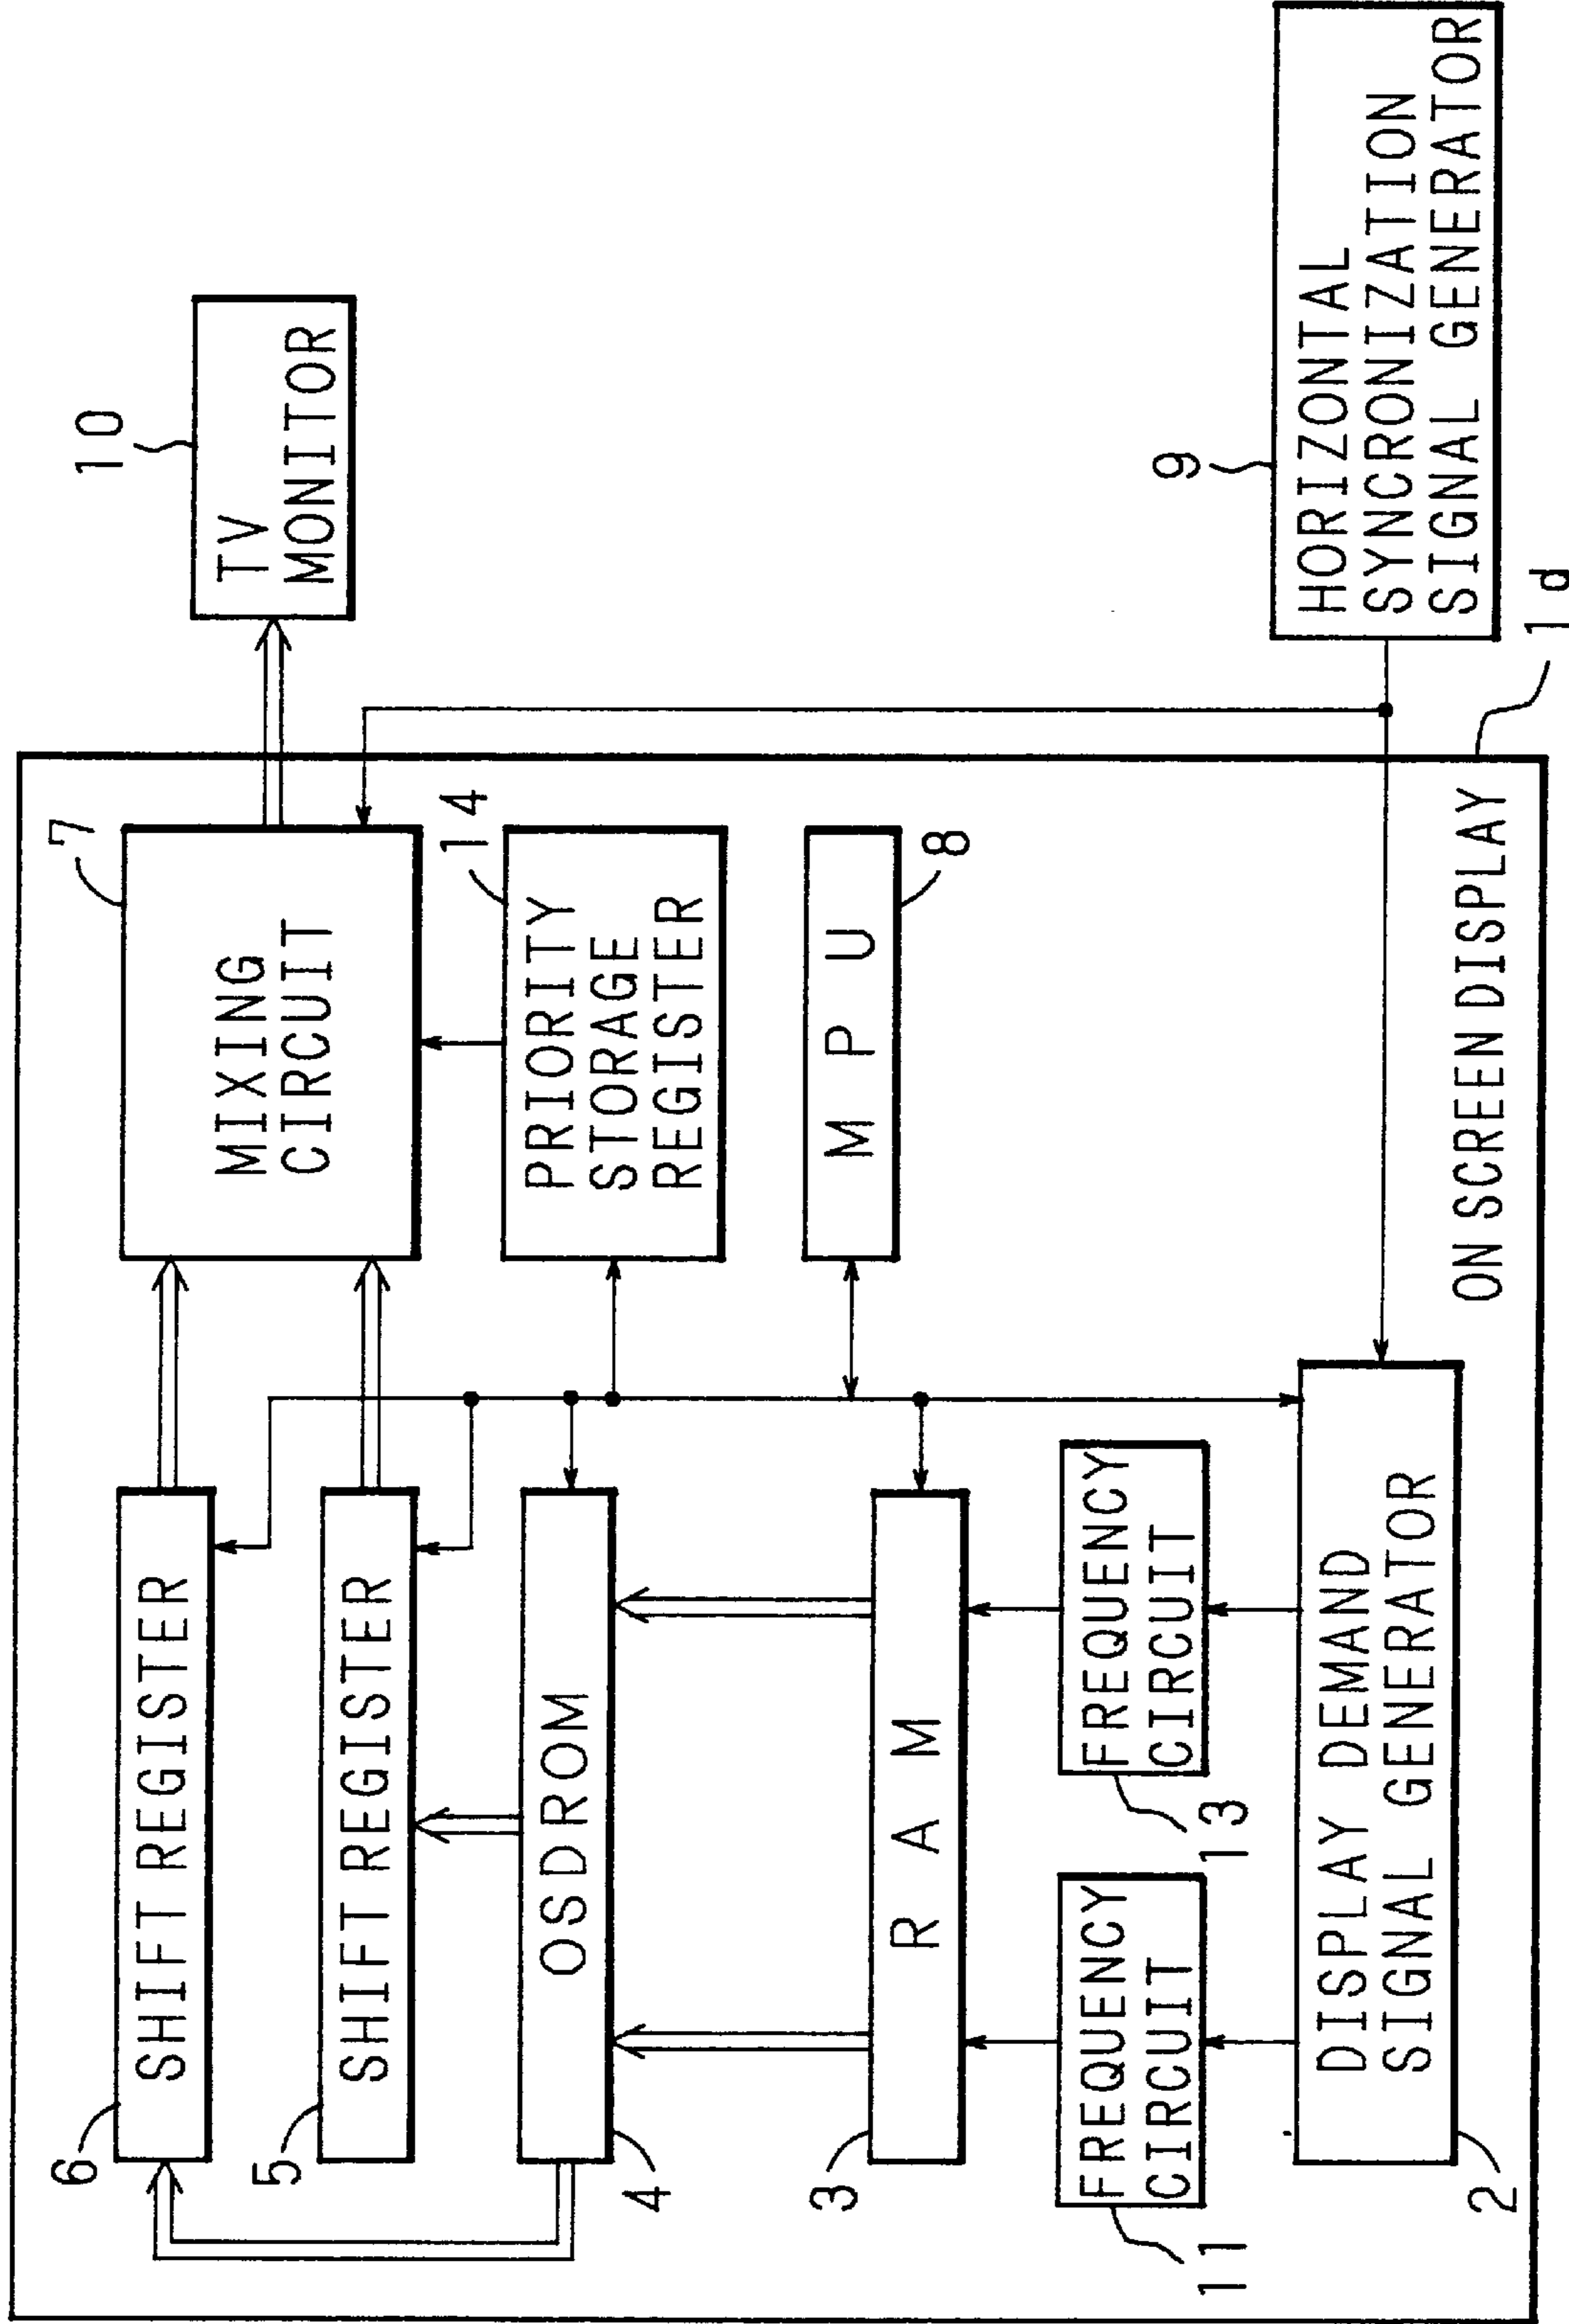 6
SHIFT REGISTER
7
MIXING
CIRCUIT
10
TV
MONITOR
5
SHIFT REGISTER
14
PRIORITY
STORAGE
REGISTER
4
OSDROM
3
RAM
MPU
8
11
FREQUENCY
CIRCUIT
13
FREQUENCY
CIRCUIT
9
HORIZONTAL
SYNCRONIZATION
SIGNAL GENERATOR
2
DISPLAY DEMAND
SIGNAL GENERATOR
ON SCREEN DISPLAY
1d